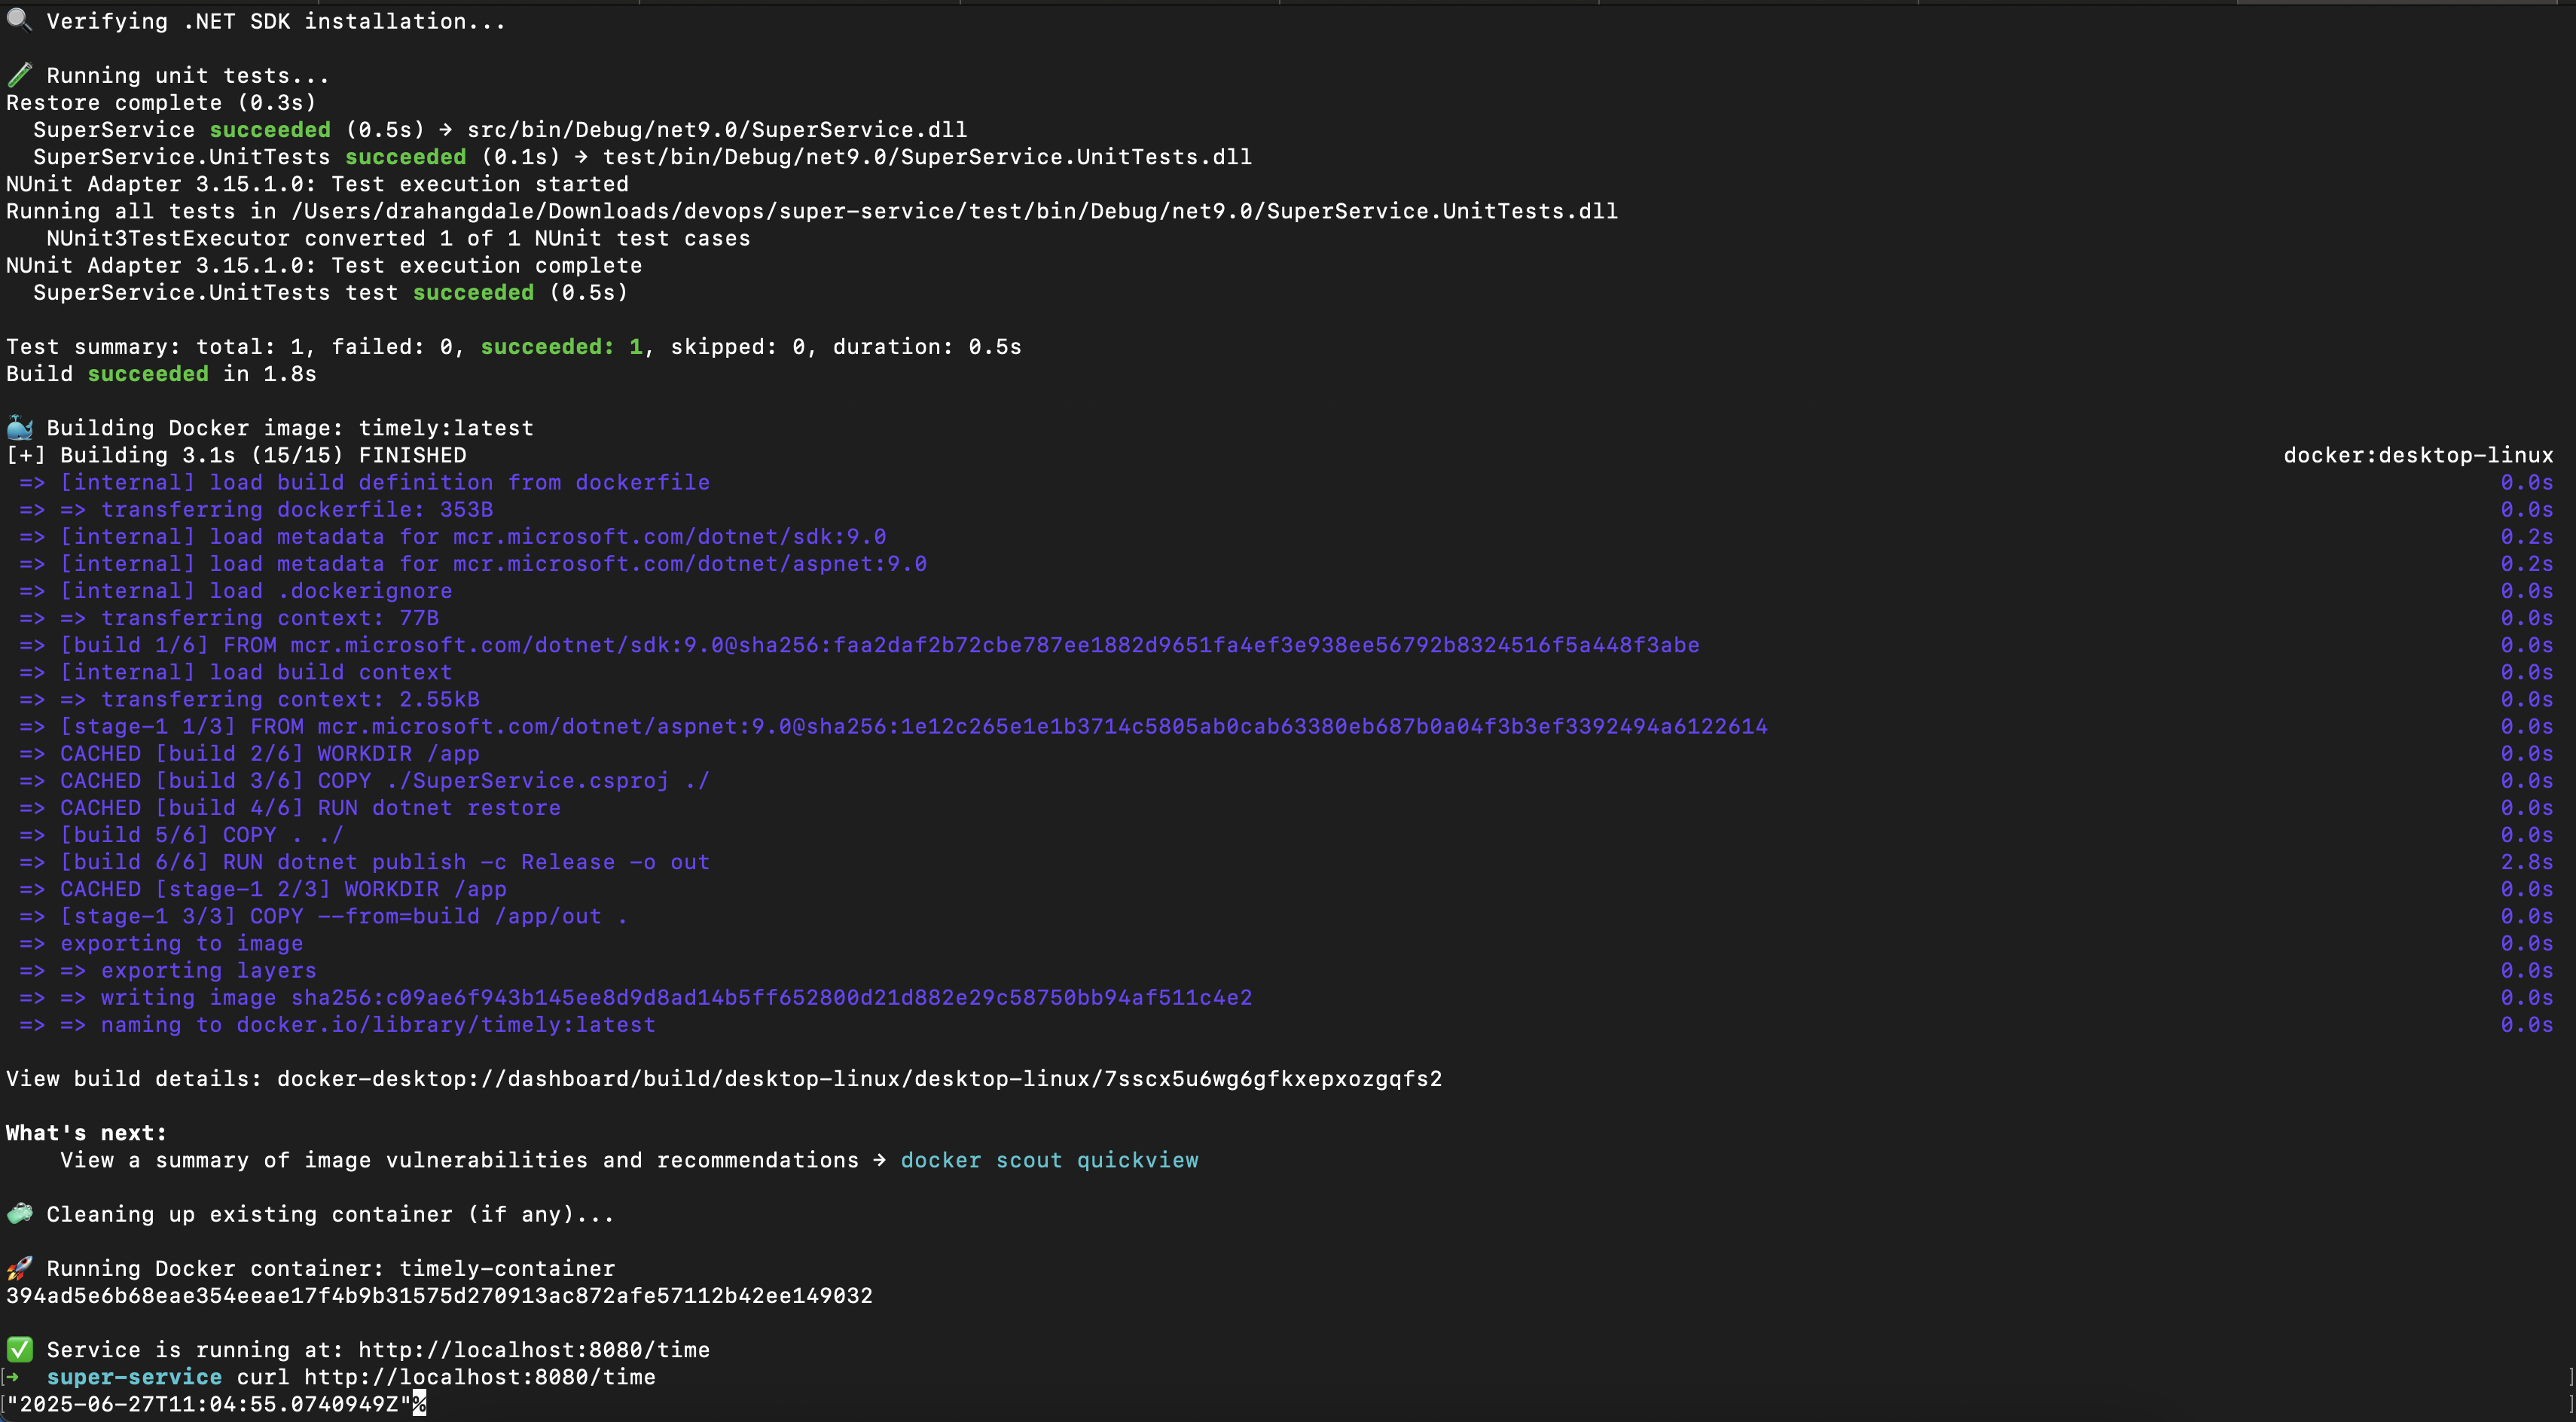 🔍 Verifying .NET SDK installation...
🧪 Running unit tests...
Restore complete (0.3s)
SuperService succeeded (0.5s) → src/bin/Debug/net9.0/SuperService.dll
SuperService.UnitTests succeeded (0.1s) → test/bin/Debug/net9.0/SuperService.UnitTests.dll
NUnit Adapter 3.15.1.0: Test execution started
Running all tests in /Users/drahangdale/Downloads/devops/super-service/test/bin/Debug/net9.0/SuperService.UnitTests.dll
NUnit3TestExecutor converted 1 of 1 NUnit test cases
NUnit Adapter 3.15.1.0: Test execution complete
SuperService.UnitTests test succeeded (0.5s)
Test summary: total: 1, failed: 0, succeeded: 1, skipped: 0, duration: 0.5s
Build succeeded in 1.8s
🐳 Building Docker image: timely:latest
[+] Building 3.1s (15/15) FINISHED docker:desktop-linux
=> [internal] load build definition from dockerfile 0.0s
=> => transferring dockerfile: 353B 0.0s
=> [internal] load metadata for mcr.microsoft.com/dotnet/sdk:9.0 0.2s
=> [internal] load metadata for mcr.microsoft.com/dotnet/aspnet:9.0 0.2s
=> [internal] load .dockerignore 0.0s
=> => transferring context: 77B 0.0s
=> [build 1/6] FROM mcr.microsoft.com/dotnet/sdk:9.0@sha256:faa2daf2b72cbe787ee1882d9651fa4ef3e938ee56792b8324516f5a448f3abe 0.0s
=> [internal] load build context 0.0s
=> => transferring context: 2.55kB 0.0s
=> [stage-1 1/3] FROM mcr.microsoft.com/dotnet/aspnet:9.0@sha256:1e12c265e1e1b3714c5805ab0cab63380eb687b0a04f3b3ef3392494a6122614 0.0s
=> CACHED [build 2/6] WORKDIR /app 0.0s
=> CACHED [build 3/6] COPY ./SuperService.csproj ./ 0.0s
=> CACHED [build 4/6] RUN dotnet restore 0.0s
=> [build 5/6] COPY . ./ 0.0s
=> [build 6/6] RUN dotnet publish -c Release -o out 2.8s
=> CACHED [stage-1 2/3] WORKDIR /app 0.0s
=> [stage-1 3/3] COPY --from=build /app/out . 0.0s
=> exporting to image 0.0s
=> => exporting layers 0.0s
=> => writing image sha256:c09ae6f943b145ee8d9d8ad14b5ff652800d21d882e29c58750bb94af511c4e2 0.0s
=> => naming to docker.io/library/timely:latest 0.0s
View build details: docker-desktop://dashboard/build/desktop-linux/desktop-linux/7sscx5u6wg6gfkxepxozgqfs2
What's next:
View a summary of image vulnerabilities and recommendations → docker scout quickview
🧼 Cleaning up existing container (if any)...
🚀 Running Docker container: timely-container
394ad5e6b68eae354eeae17f4b9b31575d270913ac872afe57112b42ee149032
✅ Service is running at: http://localhost:8080/time
[➜ super-service curl http://localhost:8080/time ]
["2025-06-27T11:04:55.0740949Z"% ]